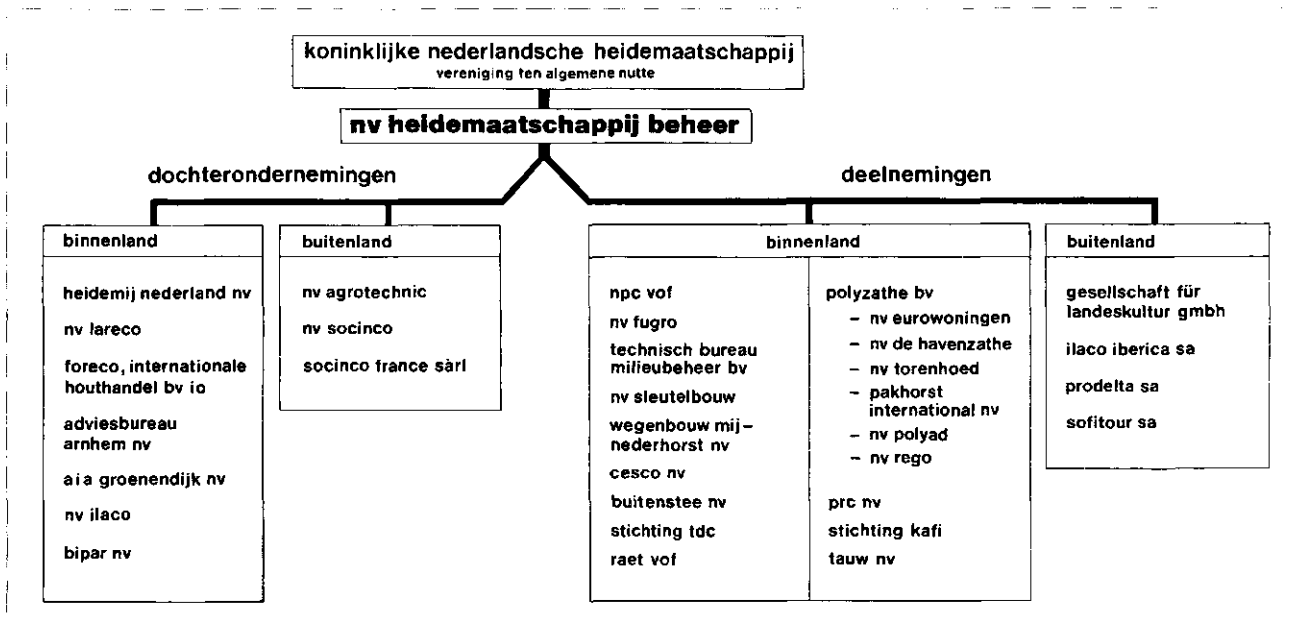 koninklijke nederlandsche heidemaatschappij
vereniging ten algemene nutte
nv heidemaatschappij beheer
dochterondernemingen
deelnemingen
binnenland
heidemij nederland nv
nv lareco
foreco, internationale
houthandel bv io
adviesbureau
arnhem nv
aia groenendijk nv
nv ilaco
bipar nv
buitenland
nv agrotechnic
nv socinco
socinco france sàrl
binnenland
npc vof
nv fugro
technisch bureau
milieubeheer bv
nv sleutelbouw
wegenbouw mij–
nederhorst nv
cesco nv
buitenstee nv
stichting tdc
raet vof
polyzathe bv
– nv eurowoningen
– nv de havenzathe
– nv torenhoed
– pakhorst
international nv
– nv polyad
– nv rego
prc nv
stichting kafi
tauw nv
buitenland
gesellschaft für
landeskultur gmbh
ilaco iberica sa
prodelta sa
sofitour sa